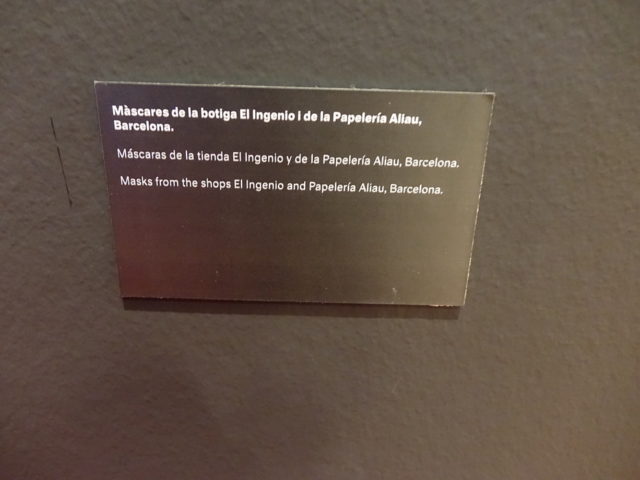 Màscares de la botiga El Ingenio i de la Papelería Aliau,
Barcelona.
Máscaras de la tienda El Ingenio y de la Papelería Aliau, Barcelona.
Masks from the shops El Ingenio and Papelería Aliau, Barcelona.